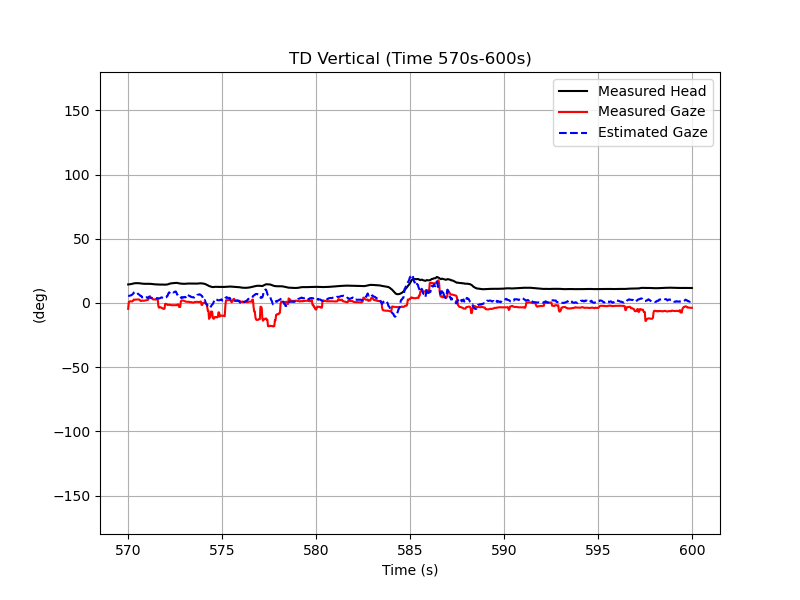 TD Vertical (Time 570s-600s)
Measured Head
Measured Gaze
Estimated Gaze
150
100
50
0
−50
−100
−150
(deg)
570
575
580
585
590
595
600
Time (s)